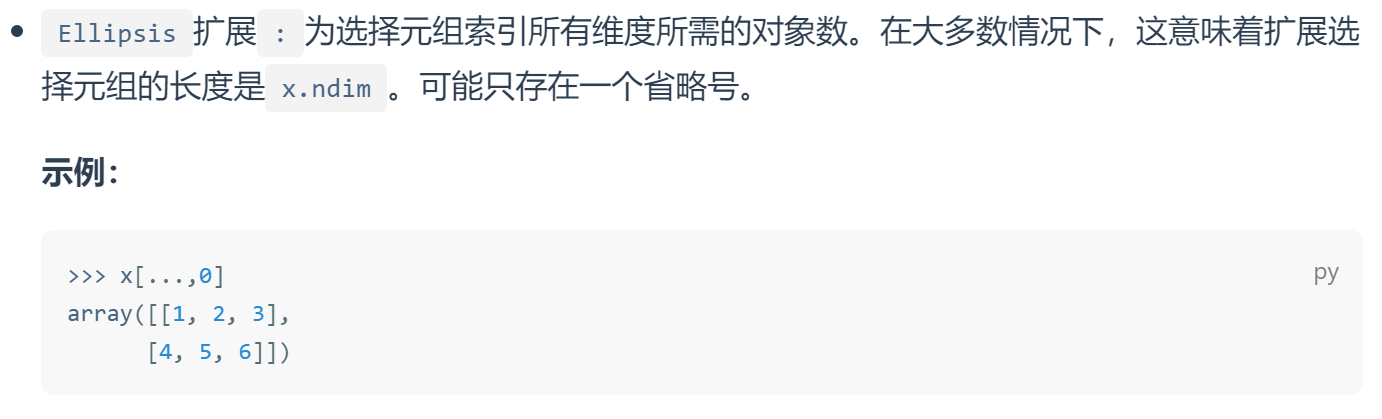 • Ellipsis 扩展 : 为选择元组索引所有维度所需的对象数。在大多数情况下，这意味着扩展选
择元组的长度是 x.ndim 。可能只存在一个省略号。
示例：
py
>>> x[...,0]
array([[1, 2, 3],
      [4, 5, 6]])